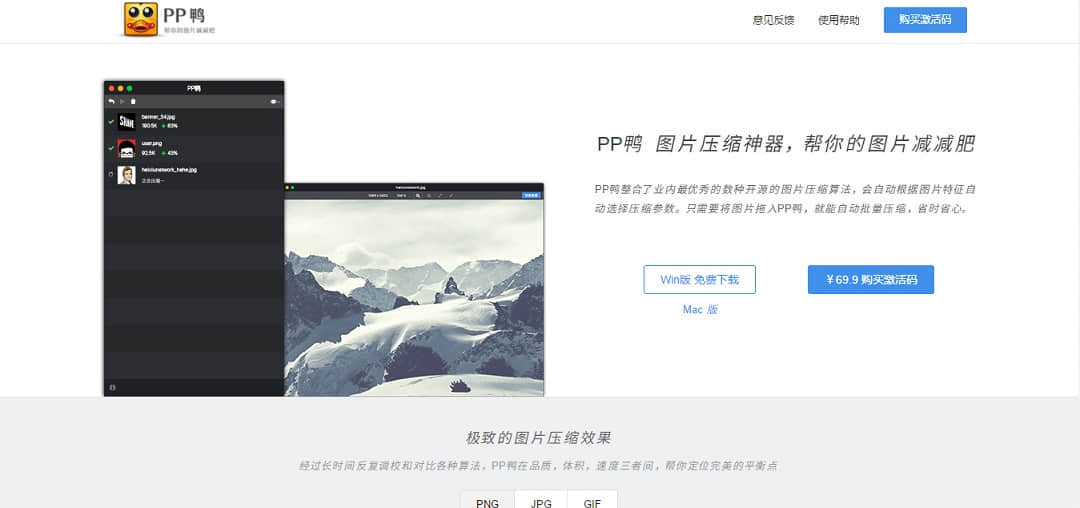 PP鸭
帮你的图片减减肥
意见反馈
使用帮助
购买激活码
PP鸭
banner_54.jpg
190.5K 63%
user.png
92.5K 43%
正在压缩
PP鸭 图片压缩神器，帮你的图片减减肥
PP鸭整合了业内最优秀的数种开源的图片压缩算法，会自动根据图片特征自
动选择压缩参数。只需要将图片拖入PP鸭，就能自动批量压缩，省时省心。
Win版 免费下载
￥69.9 购买激活码
Mac 版
极致的图片压缩效果
经过长时间反复调校和对比各种算法，PP鸭在品质，体积，速度三者间，帮你定位完美的平衡点
PNG
JPG
GIF